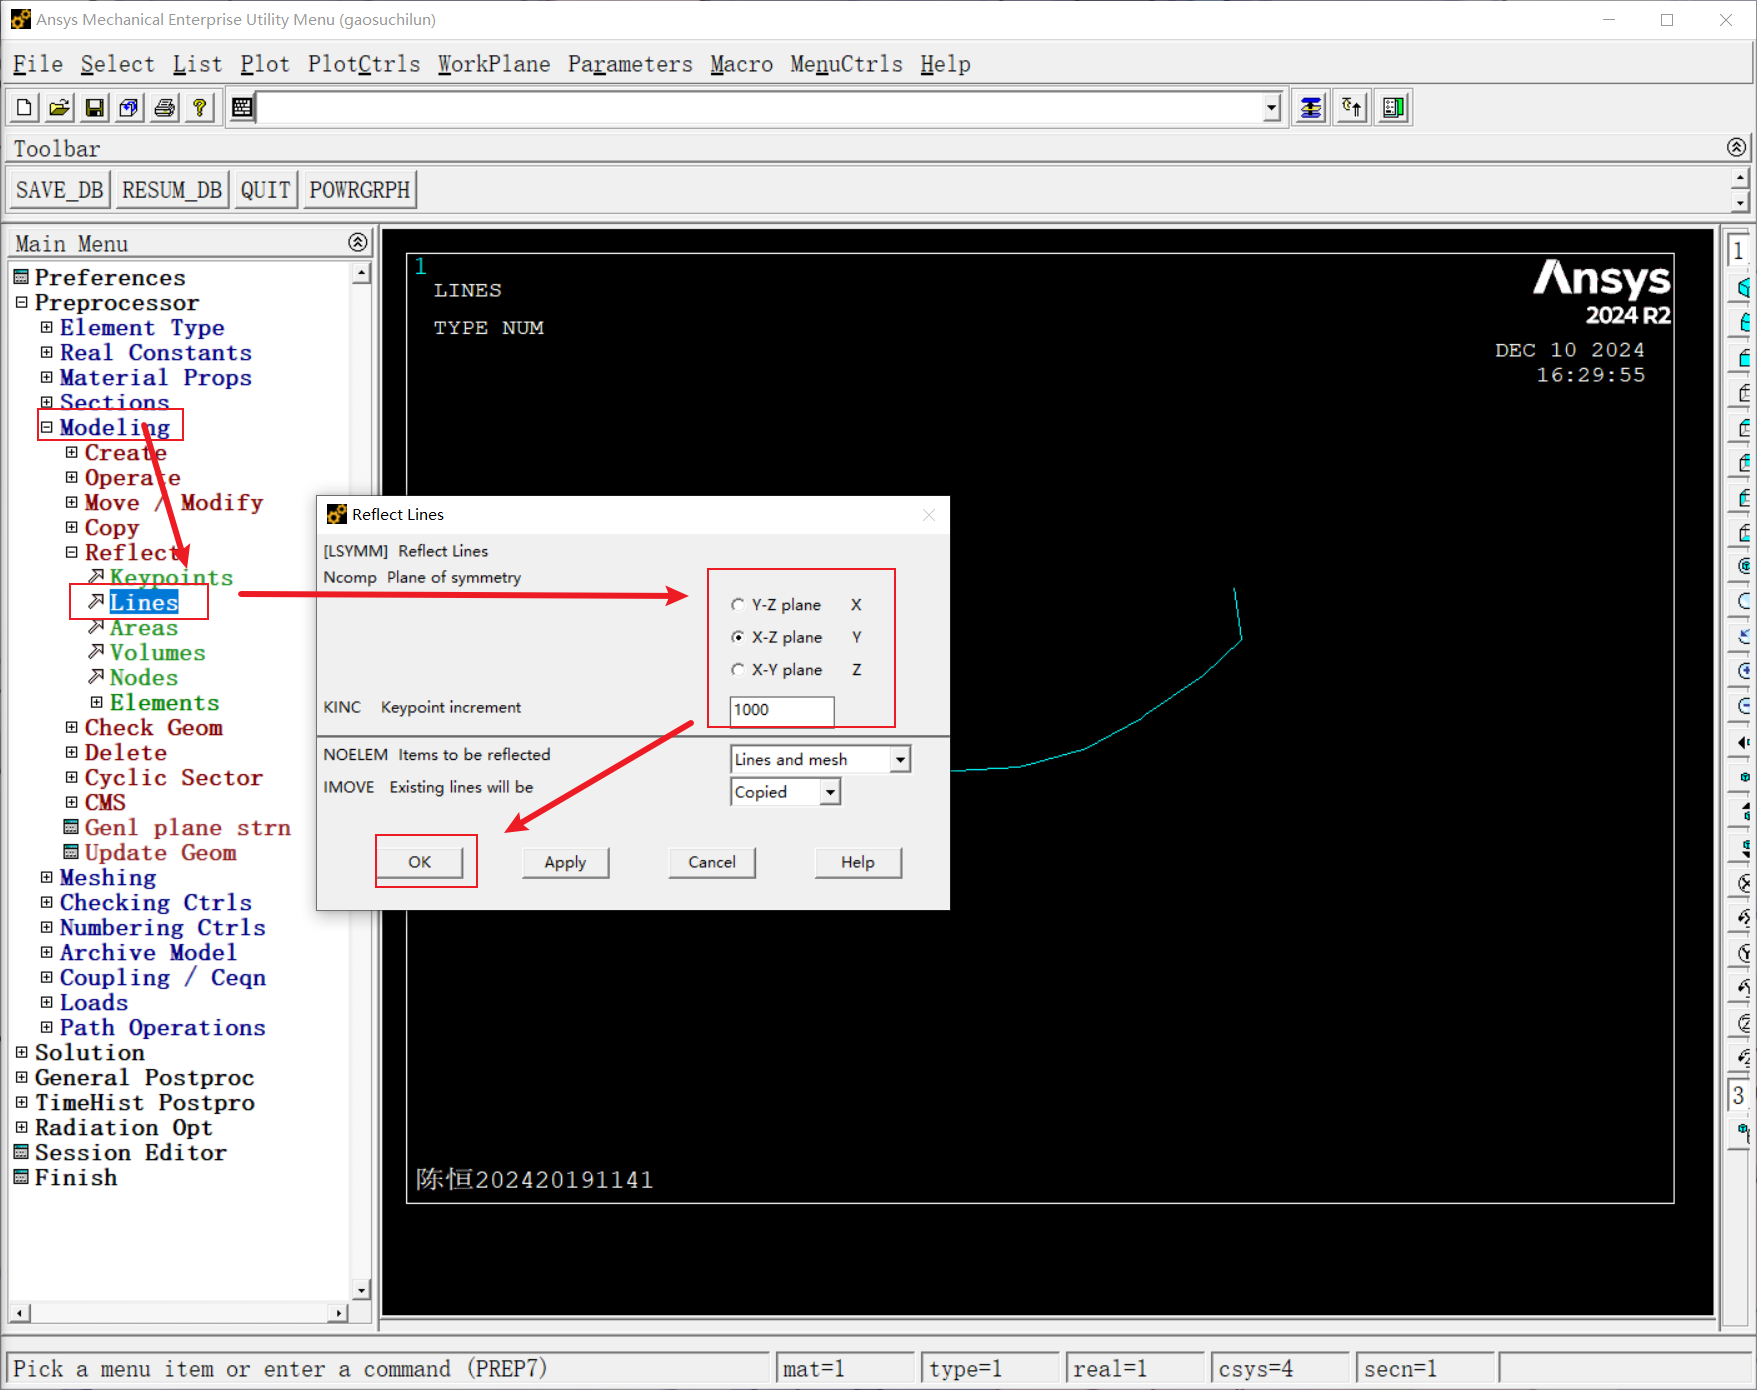 Ansys Mechanical Enterprise Utility Menu (gaosuchilun)
File Select List Plot PlotCtrls WorkPlane Parameters Macro MenuCtrls Help
Toolbar
SAVE_DB RESUM_DB QUIT POWRGRPH
Main Menu
Preferences
Preprocessor
Element Type
Real Constants
Material Props
Sections
Modeling
Create
Operate
Move / Modify
Copy
Reflect
Keypoints
Lines
Areas
Volumes
Nodes
Elements
Check Geom
Delete
Cyclic Sector
CMS
Genl plane strn
Update Geom
Meshing
Checking Ctrls
Numbering Ctrls
Archive Model
Coupling / Ceqn
Loads
Path Operations
Solution
General Postproc
TimeHist Postpro
Radiation Opt
Session Editor
Finish
1
LINES
TYPE NUM
Ansys
2024 R2
DEC 10 2024
16:29:55
Reflect Lines
[LSYMM] Reflect Lines
Ncomp Plane of symmetry
Y-Z plane X
X-Z plane Y
X-Y plane Z
KINC Keypoint increment 1000
NOELEM Items to be reflected Lines and mesh
IMOVE Existing lines will be Copied
OK Apply Cancel Help
陈恒202420191141
1
3
Pick a menu item or enter a command (PREP7) mat=1 type=1 real=1 csys=4 secn=1